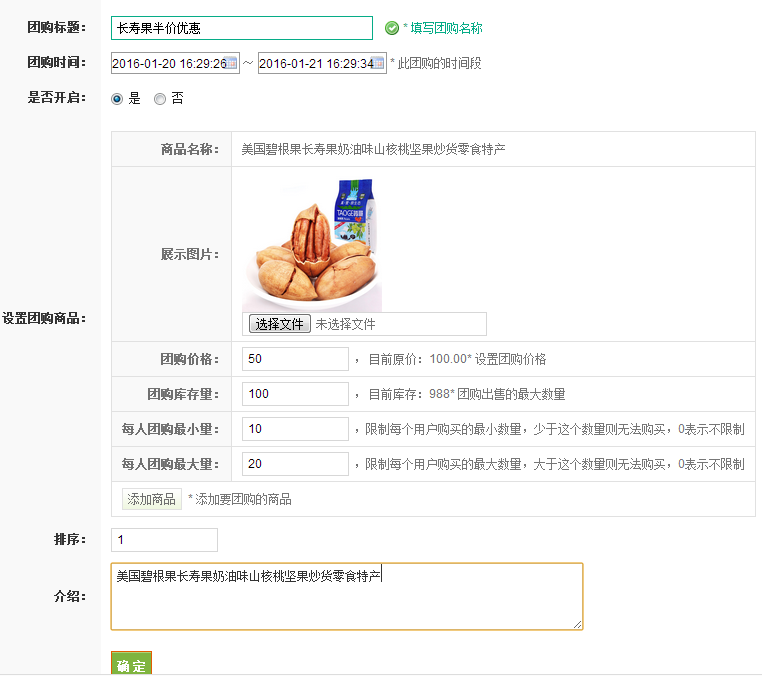 团购标题： 长寿果半价优惠 * 填写团购名称
团购时间： 2016-01-20 16:29:26 ~ 2016-01-21 16:29:34 * 此团购的时间段
是否开启： 是 否
商品名称： 美国碧根果长寿果奶油味山核桃坚果炒货零食特产
展示图片：
TAOGE
选择文件 未选择文件
设置团购商品：
团购价格： 50 ，目前原价：100.00* 设置团购价格
团购库存量： 100 ，目前库存：988* 团购出售的最大数量
每人团购最小量： 10 ，限制每个用户购买的最小数量，少于这个数量则无法购买，0表示不限制
每人团购最大量： 20 ，限制每个用户购买的最大数量，大于这个数量则无法购买，0表示不限制
添加商品 * 添加要团购的商品
排序： 1
介绍： 美国碧根果长寿果奶油味山核桃坚果炒货零食特产
确定